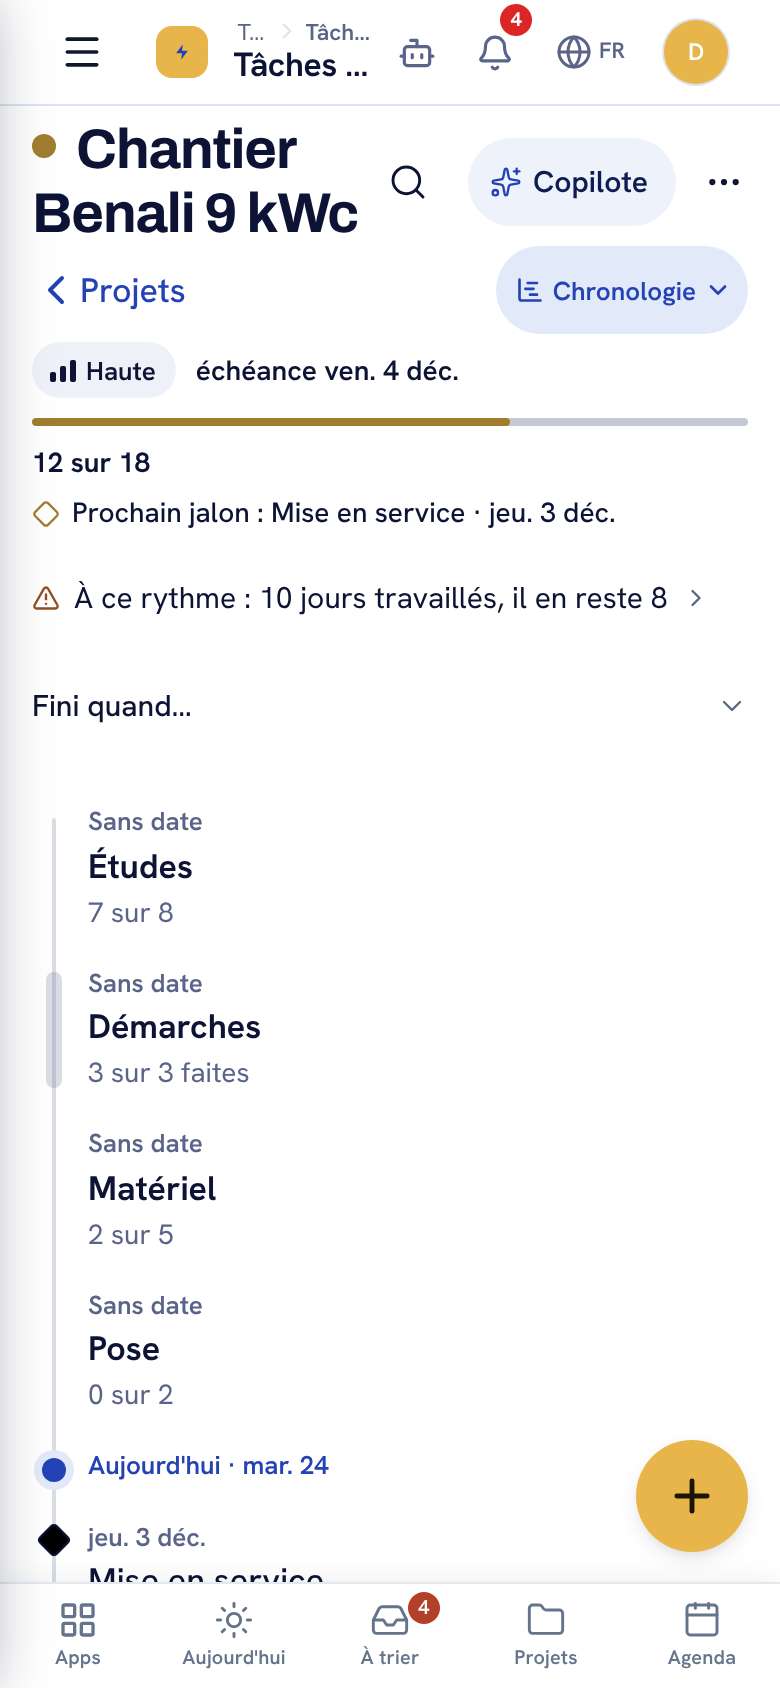 T... > Tâch...
Tâches ...
4
FR
D
Chantier
Benali 9 kWc
Copilote
Projets
Chronologie
Haute
échéance ven. 4 déc.
12 sur 18
Prochain jalon : Mise en service · jeu. 3 déc.
À ce rythme : 10 jours travaillés, il en reste 8
Fini quand...
Sans date
Études
7 sur 8
Sans date
Démarches
3 sur 3 faites
Sans date
Matériel
2 sur 5
Sans date
Pose
0 sur 2
Aujourd'hui · mar. 24
jeu. 3 déc.
Mise en service
4
Apps
Aujourd'hui
À trier
Projets
Agenda